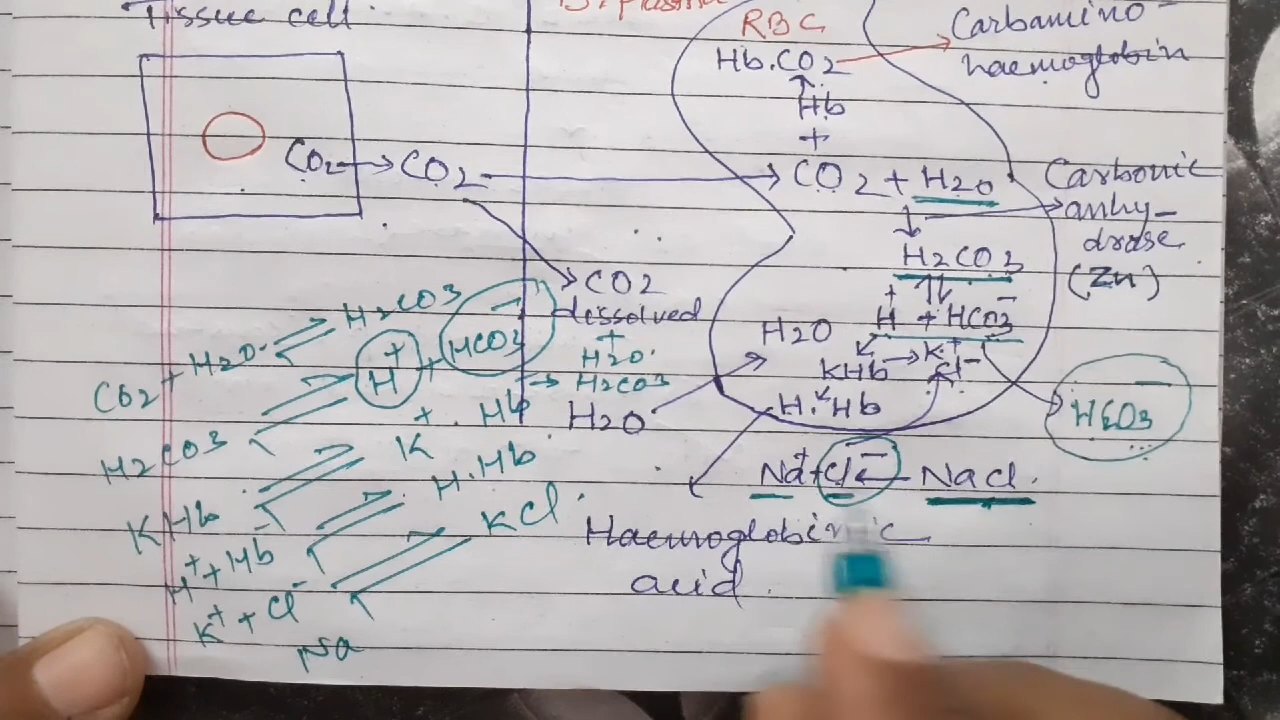 Tissue cell.
B. Plasma
RBC
Carbamino-
haemoglobin
Hb.CO2
Hb
+
CO2 CO2
CO2 + H2O
Carbonic
anhy-
drase
(Zn)
H2CO3
H+ + HCO3-
H2O
KHb K+
Cl-
H.Hb
HCO3-
CO2
dissolved
+
H2O.
H2CO3
H2O
CO2 + H2O. H2CO3
H2CO3 H+ + HCO3-
KHb K+ . Hb
H+ + Hb- H.Hb
K+ + Cl- KCl.
Na
Na+ + Cl- NaCl.
Haemoglobinic
acid.